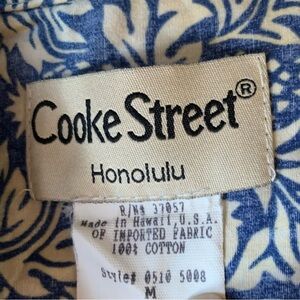 Cooke Street®
Honolulu
R/N# 37057
Made in Hawaii, U.S.A.
OF IMPORTED FABRIC
100% COTTON
Style# 0510 5008
M